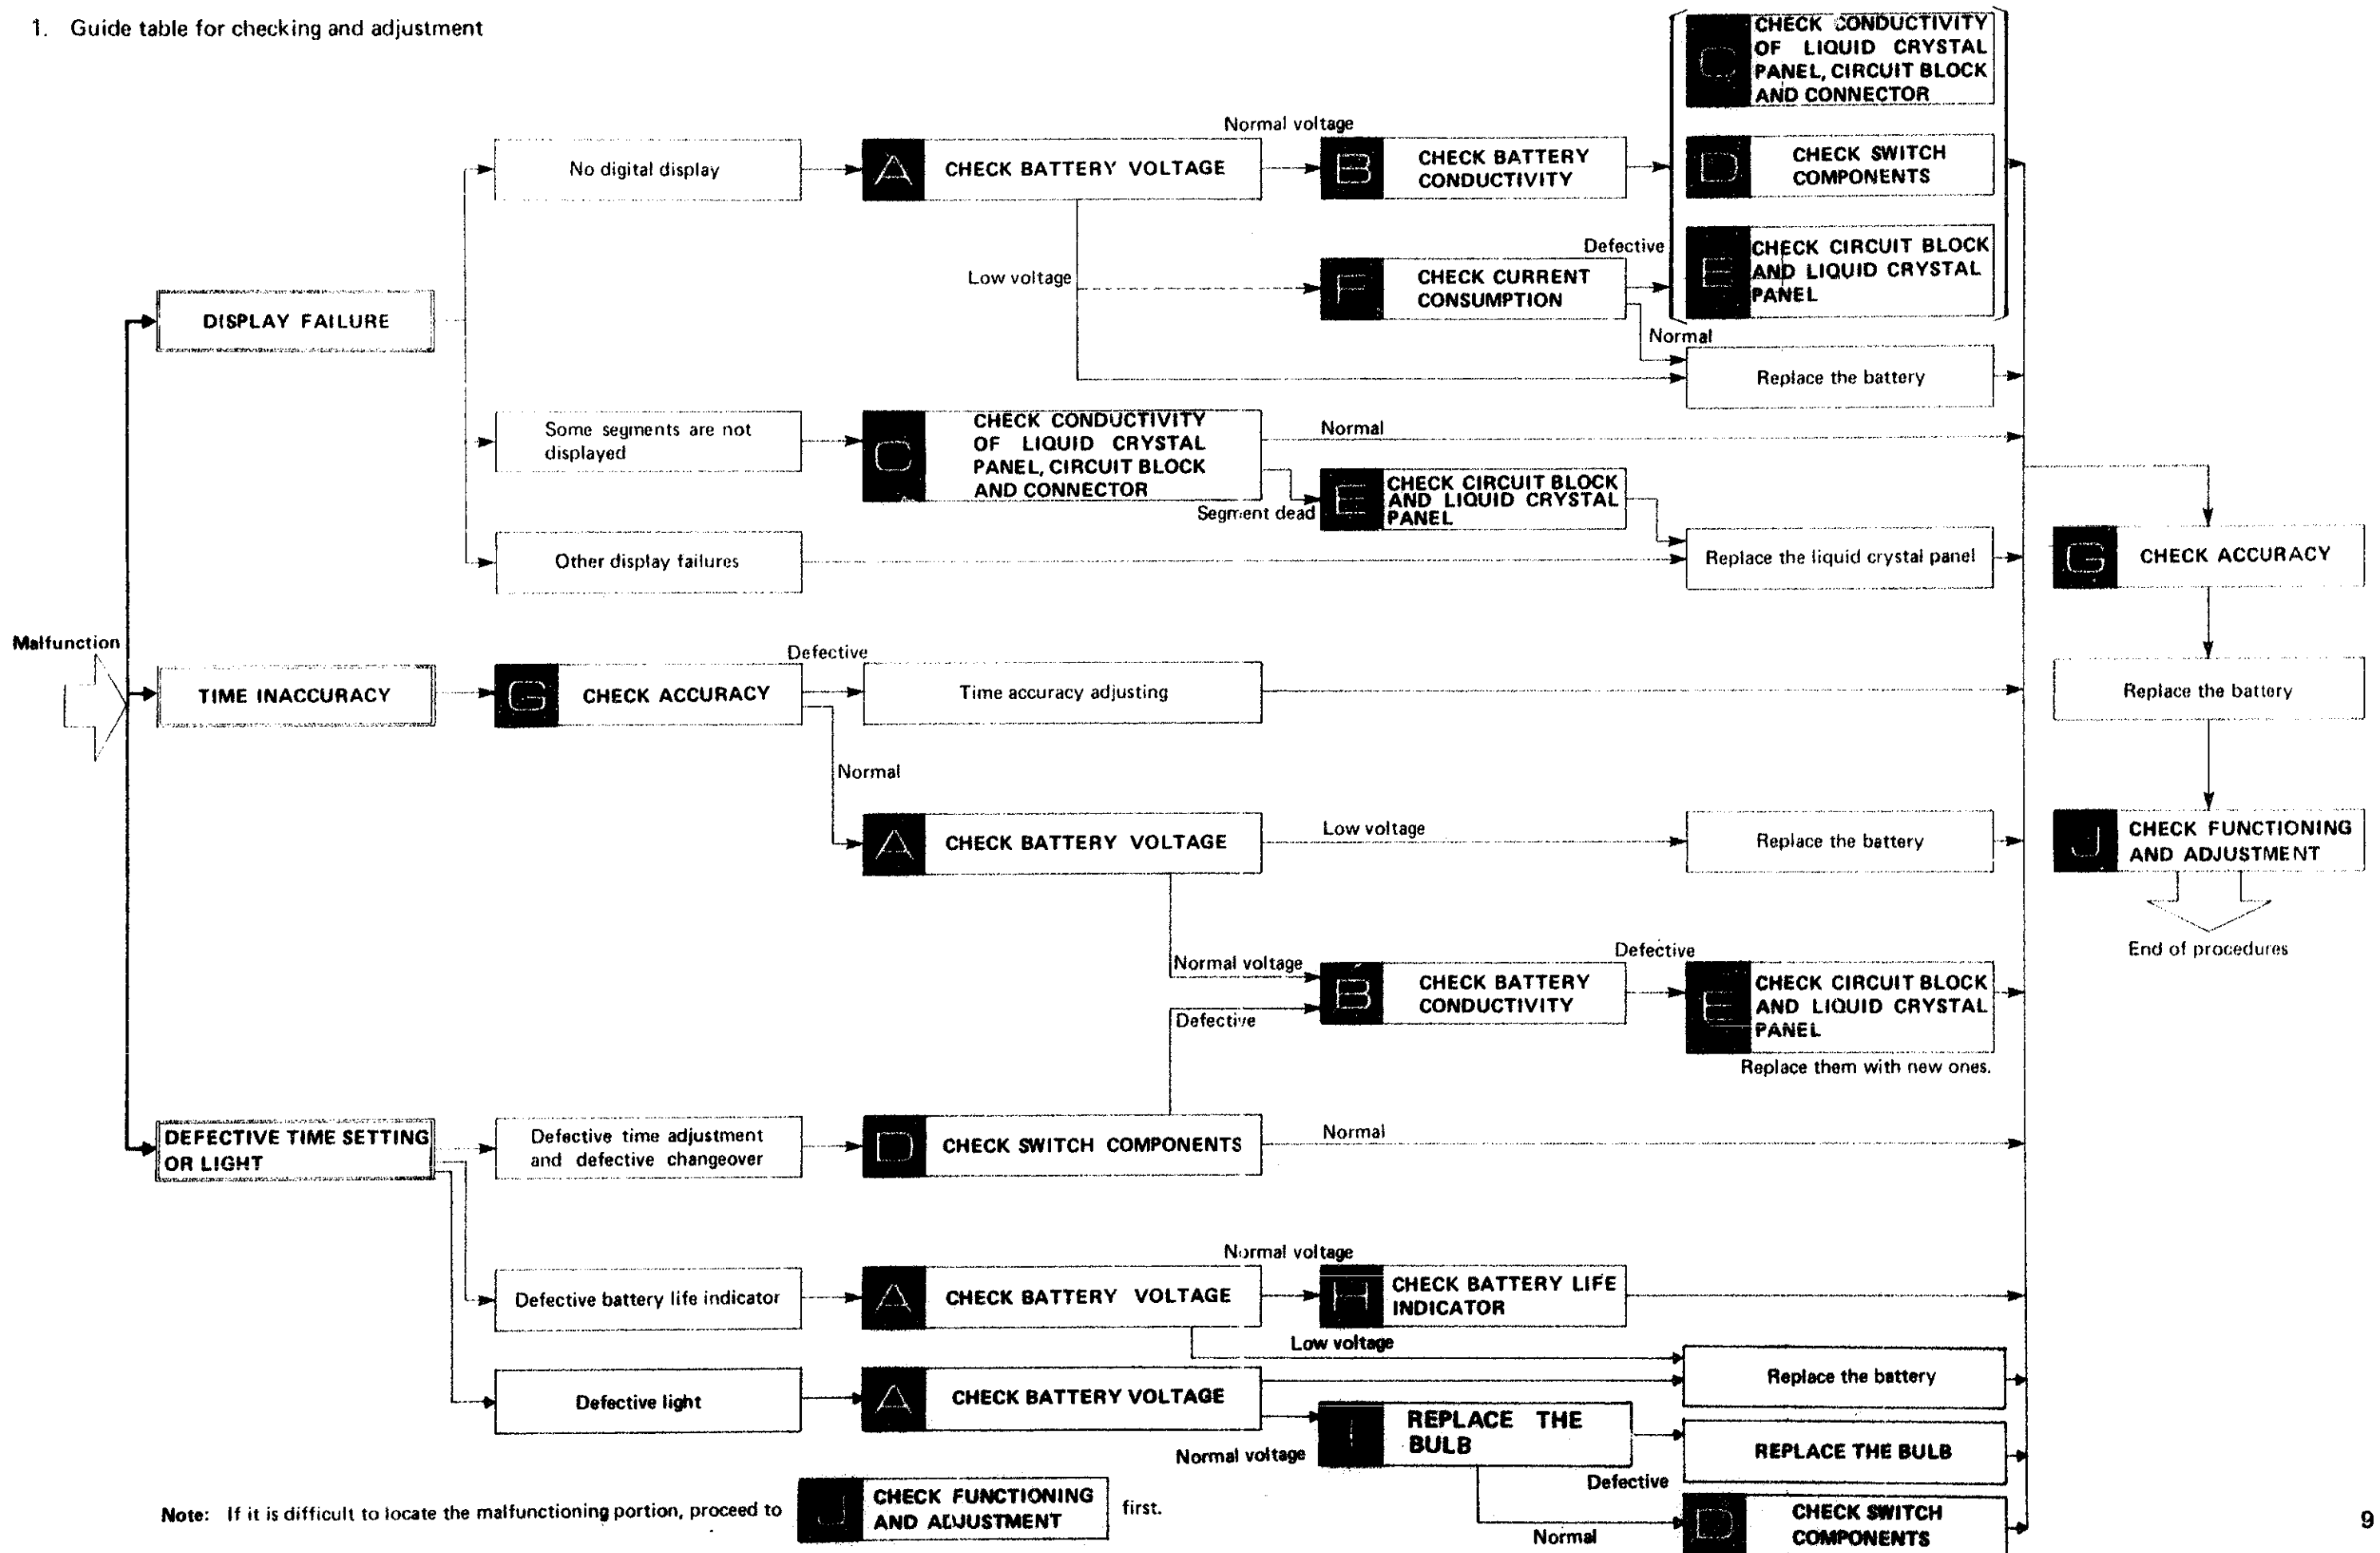 1. Guide table for checking and adjustment
C CHECK CONDUCTIVITY
OF LIQUID CRYSTAL
PANEL, CIRCUIT BLOCK
AND CONNECTOR
No digital display
A CHECK BATTERY VOLTAGE
Normal voltage
B CHECK BATTERY
CONDUCTIVITY
D CHECK SWITCH
COMPONENTS
Low voltage
F CHECK CURRENT
CONSUMPTION
Defective
E CHECK CIRCUIT BLOCK
AND LIQUID CRYSTAL
PANEL
DISPLAY FAILURE
Normal
Replace the battery
Some segments are not
displayed
C CHECK CONDUCTIVITY
OF LIQUID CRYSTAL
PANEL, CIRCUIT BLOCK
AND CONNECTOR
Normal
Segment dead
E CHECK CIRCUIT BLOCK
AND LIQUID CRYSTAL
PANEL
Other display failures
Replace the liquid crystal panel
G CHECK ACCURACY
Malfunction
TIME INACCURACY
G CHECK ACCURACY
Defective
Time accuracy adjusting
Replace the battery
Normal
A CHECK BATTERY VOLTAGE
Low voltage
Replace the battery
J CHECK FUNCTIONING
AND ADJUSTMENT
End of procedures
Normal voltage
B CHECK BATTERY
CONDUCTIVITY
Defective
E CHECK CIRCUIT BLOCK
AND LIQUID CRYSTAL
PANEL
Replace them with new ones.
Defective
DEFECTIVE TIME SETTING
OR LIGHT
Defective time adjustment
and defective changeover
D CHECK SWITCH COMPONENTS
Normal
Defective battery life indicator
A CHECK BATTERY VOLTAGE
Normal voltage
H CHECK BATTERY LIFE
INDICATOR
Low voltage
Replace the battery
Defective light
A CHECK BATTERY VOLTAGE
Normal voltage
I REPLACE THE
BULB
Defective
REPLACE THE BULB
Normal
D CHECK SWITCH
COMPONENTS
Note: If it is difficult to locate the malfunctioning portion, proceed to
J CHECK FUNCTIONING
AND ADJUSTMENT
first.
9